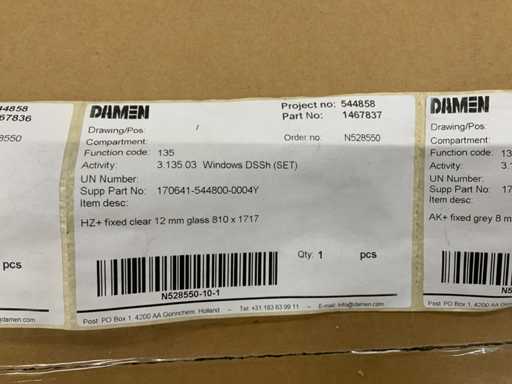 544858
1467836
8550
pcs
damen.com
DAMEN
Project no: 544858
Part No: 1467837
Drawing/Pos: /
Compartment:
Order no: N528550
Function code: 135
Activity: 3.135.03 Windows DSSh (SET)
UN Number:
Supp Part No: 170641-544800-0004Y
Item desc:
HZ+ fixed clear 12 mm glass 810 x 1717
Qty: 1 pcs
N528550-10-1
Post: PO Box 1, 4200 AA Gorinchem, Holland – Tel: +31 183 63 99 11 – E-mail: info@damen.com
DAMEN
Drawing/Pos:
Compartment:
Function code: 13
Activity: 3.1
UN Number:
Supp Part No: 17
Item desc:
AK+ fixed grey 8 m
N5
Post: PO Box 1, 4200 AA Go